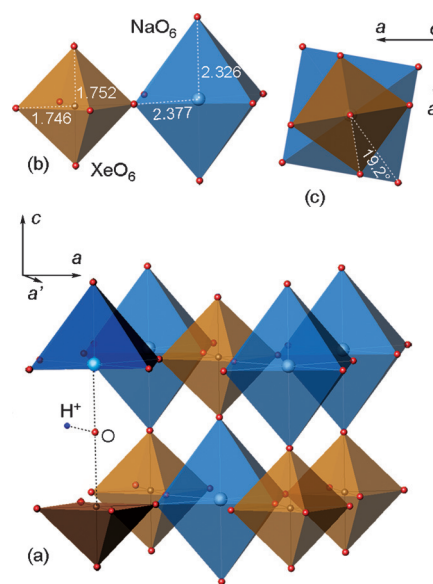 NaO₆
a
c
2.326
1.752
1.746
2.377
(b)
XeO₆
(c)
19.2°
a
c
a
a'
H⁺
O
(a)